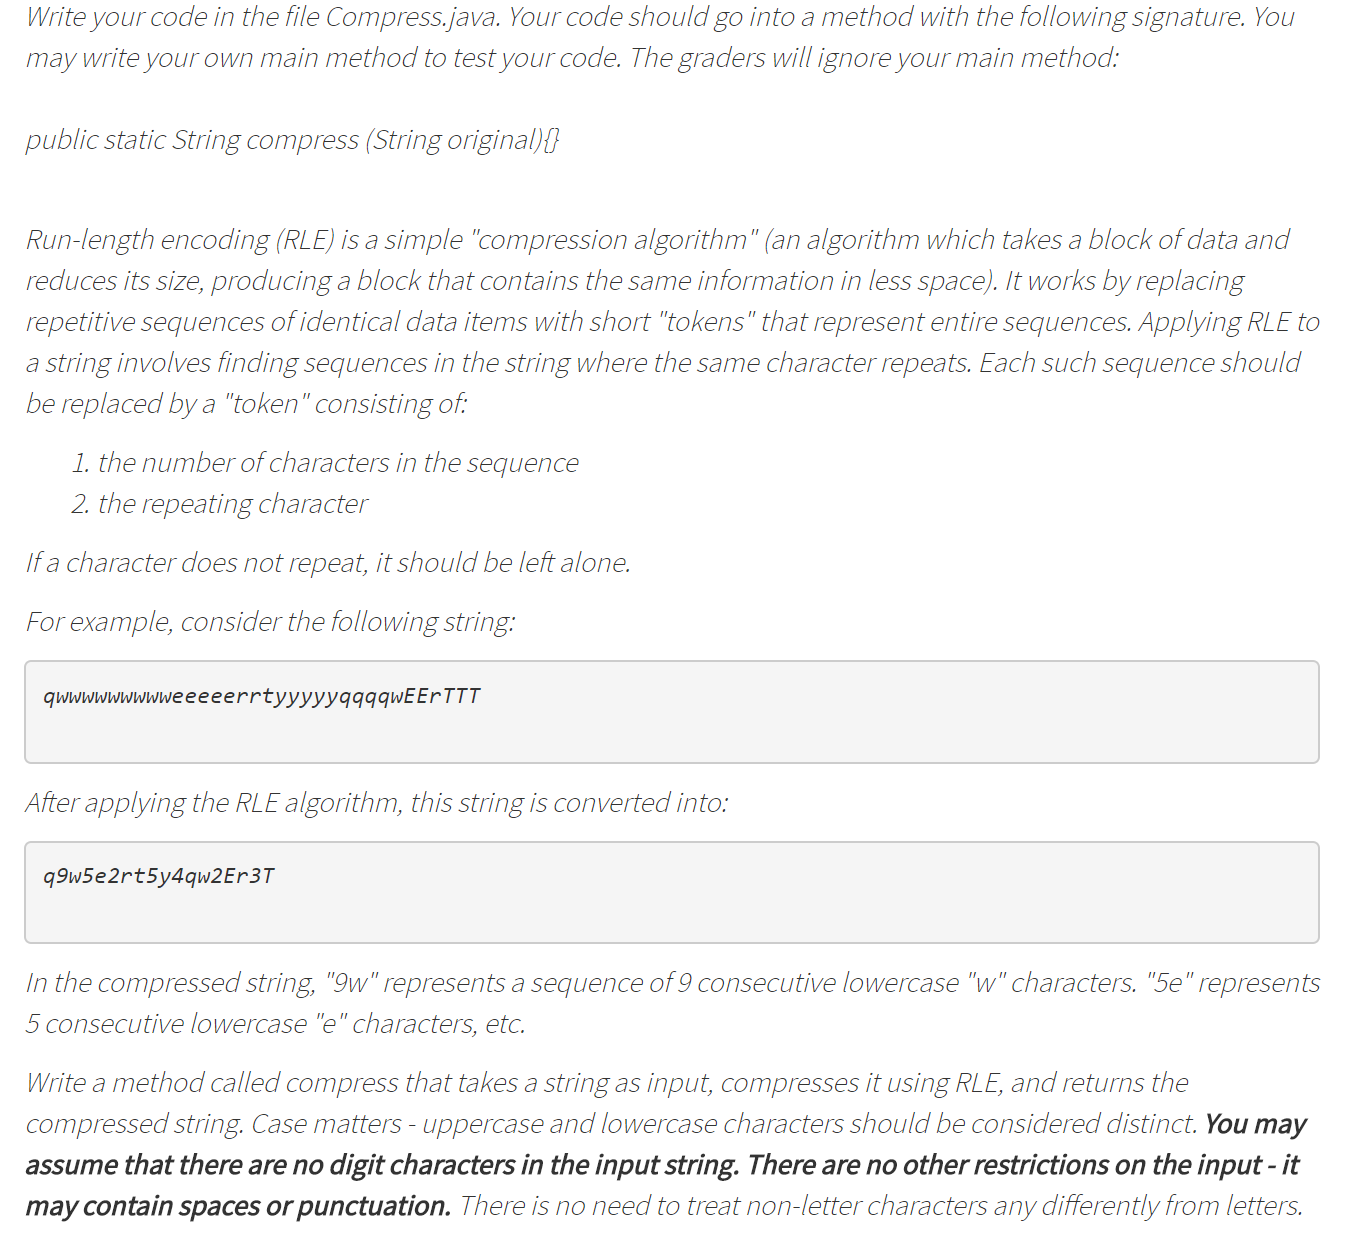 Write your code in the file Compress.java. Your code should go into a method with the following signature. You
may write your own main method to test your code. The graders will ignore your main method:
public static String compress (String original){}
Run-length encoding (RLE) is a simple "compression algorithm" (an algorithm which takes a block of data and
reduces its size, producing a block that contains the same information in less space). It works by replacing
repetitive sequences of identical data items with short "tokens" that represent entire sequences. Applying RLE to
a string involves finding sequences in the string where the same character repeats. Each such sequence should
be replaced by a "token" consisting of:
1. the number of characters in the sequence
2. the repeating character
If a character does not repeat, it should be left alone.
For example, consider the following string:
qwwwwwwwwweeeeerrtyyyyyqqqqwEErTTT
After applying the RLE algorithm, this string is converted into:
q9w5e2rt5y4qw2Er3T
In the compressed string, "9w" represents a sequence of 9 consecutive lowercase "w" characters. "5e" represents
5 consecutive lowercase "e" characters, etc.
Write a method called compress that takes a string as input, compresses it using RLE, and returns the
compressed string. Case matters - uppercase and lowercase characters should be considered distinct. You may
assume that there are no digit characters in the input string. There are no other restrictions on the input - it
may contain spaces or punctuation. There is no need to treat non-letter characters any differently from letters.